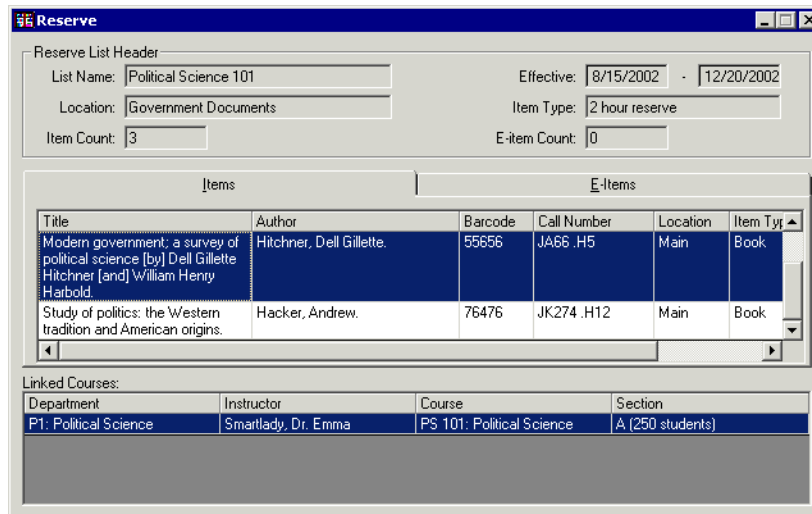 Reserve
Reserve List Header
List Name: Political Science 101 Effective: 8/15/2002 - 12/20/2002
Location: Government Documents Item Type: 2 hour reserve
Item Count: 3 E-item Count: 0
Items E-Items
Title Author Barcode Call Number Location Item Typ
Modern government; a survey of Hitchner, Dell Gillette. 55656 JA66 .H5 Main Book
political science [by] Dell Gillette
Hitchner [and] William Henry
Harbold.
Study of politics: the Western Hacker, Andrew. 76476 JK274 .H12 Main Book
tradition and American origins.
Linked Courses:
Department Instructor Course Section
P1: Political Science Smartlady, Dr. Emma PS 101: Political Science A (250 students)